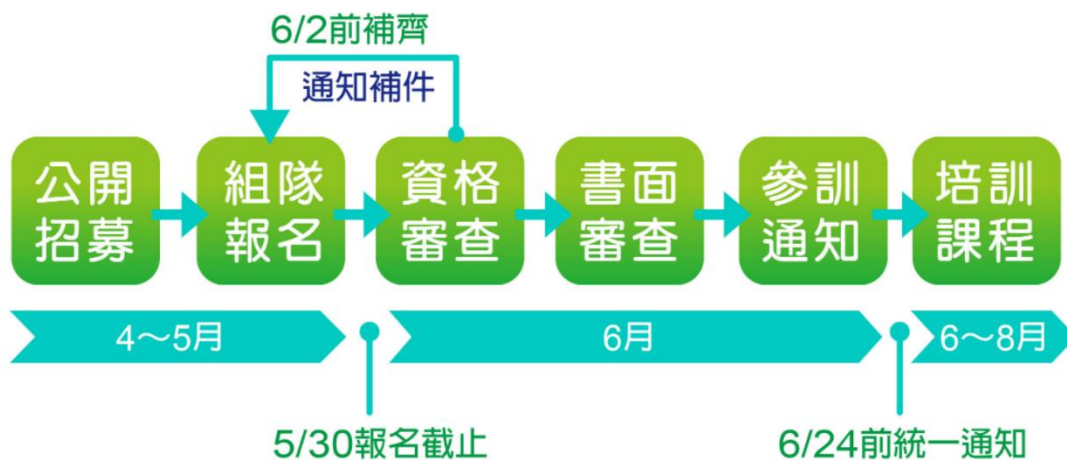 6/2前補齊
通知補件
公開
招募
組隊
報名
資格
審查
書面
審查
參訓
通知
培訓
課程
4～5月
6月
6～8月
5/30報名截止
6/24前統一通知